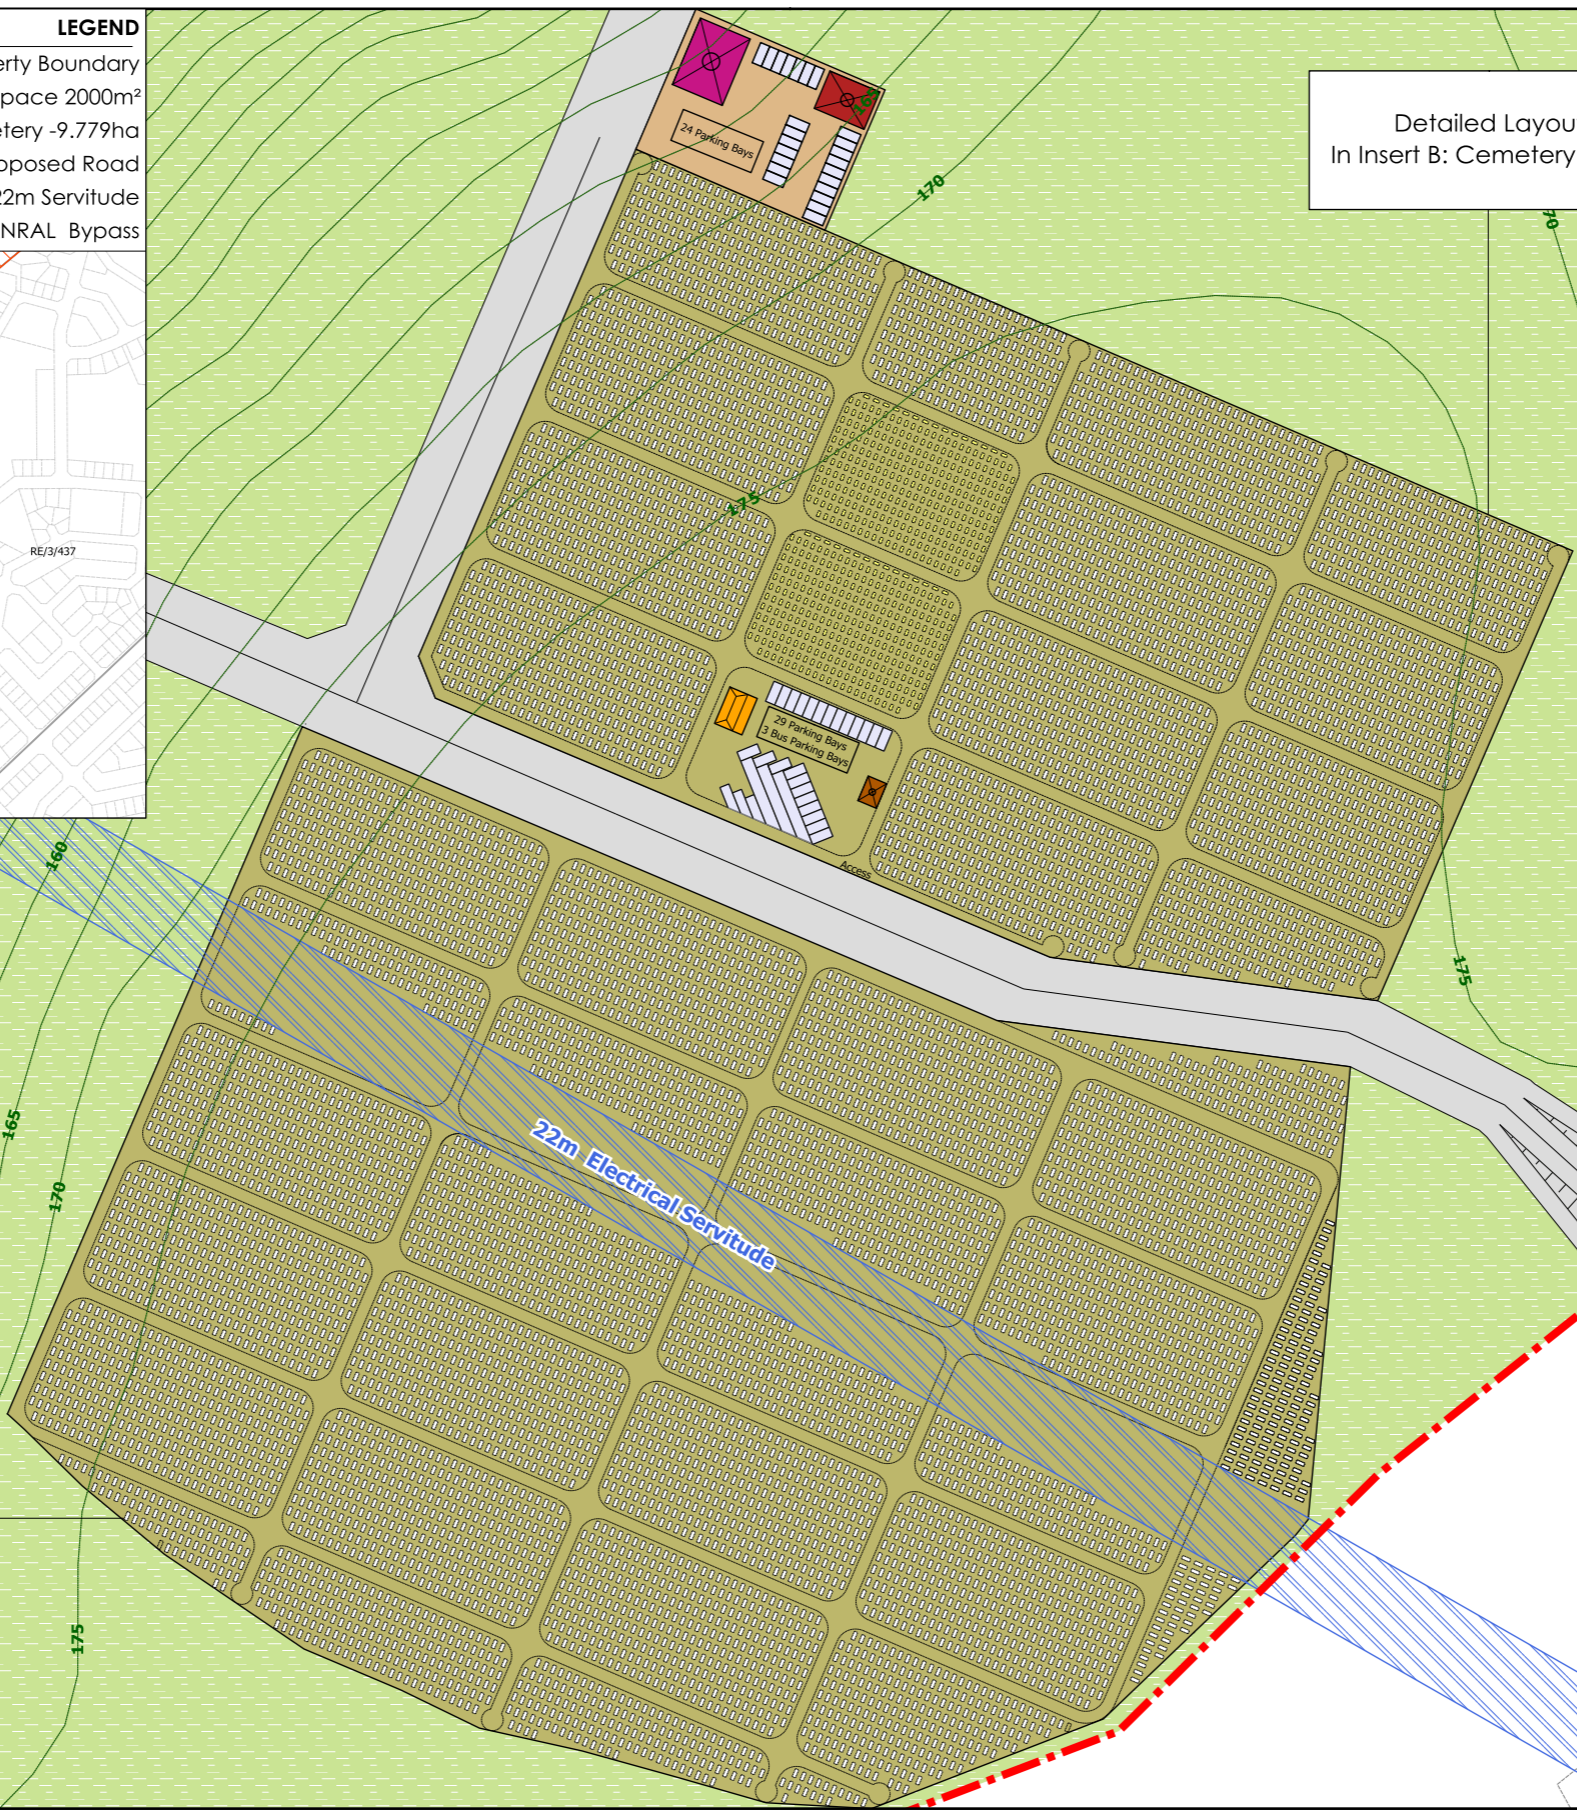 LEGEND
erty Boundary
pace 2000m²
etery -9.779ha
oposed Road
22m Servitude
NRAL Bypass
RE/3/437
Detailed Layou
In Insert B: Cemetery
24 Parking Bays
165
170
70
175
29 Parking Bays
3 Bus Parking Bays
Access
160
175
22m Electrical Servitude
165
170
175